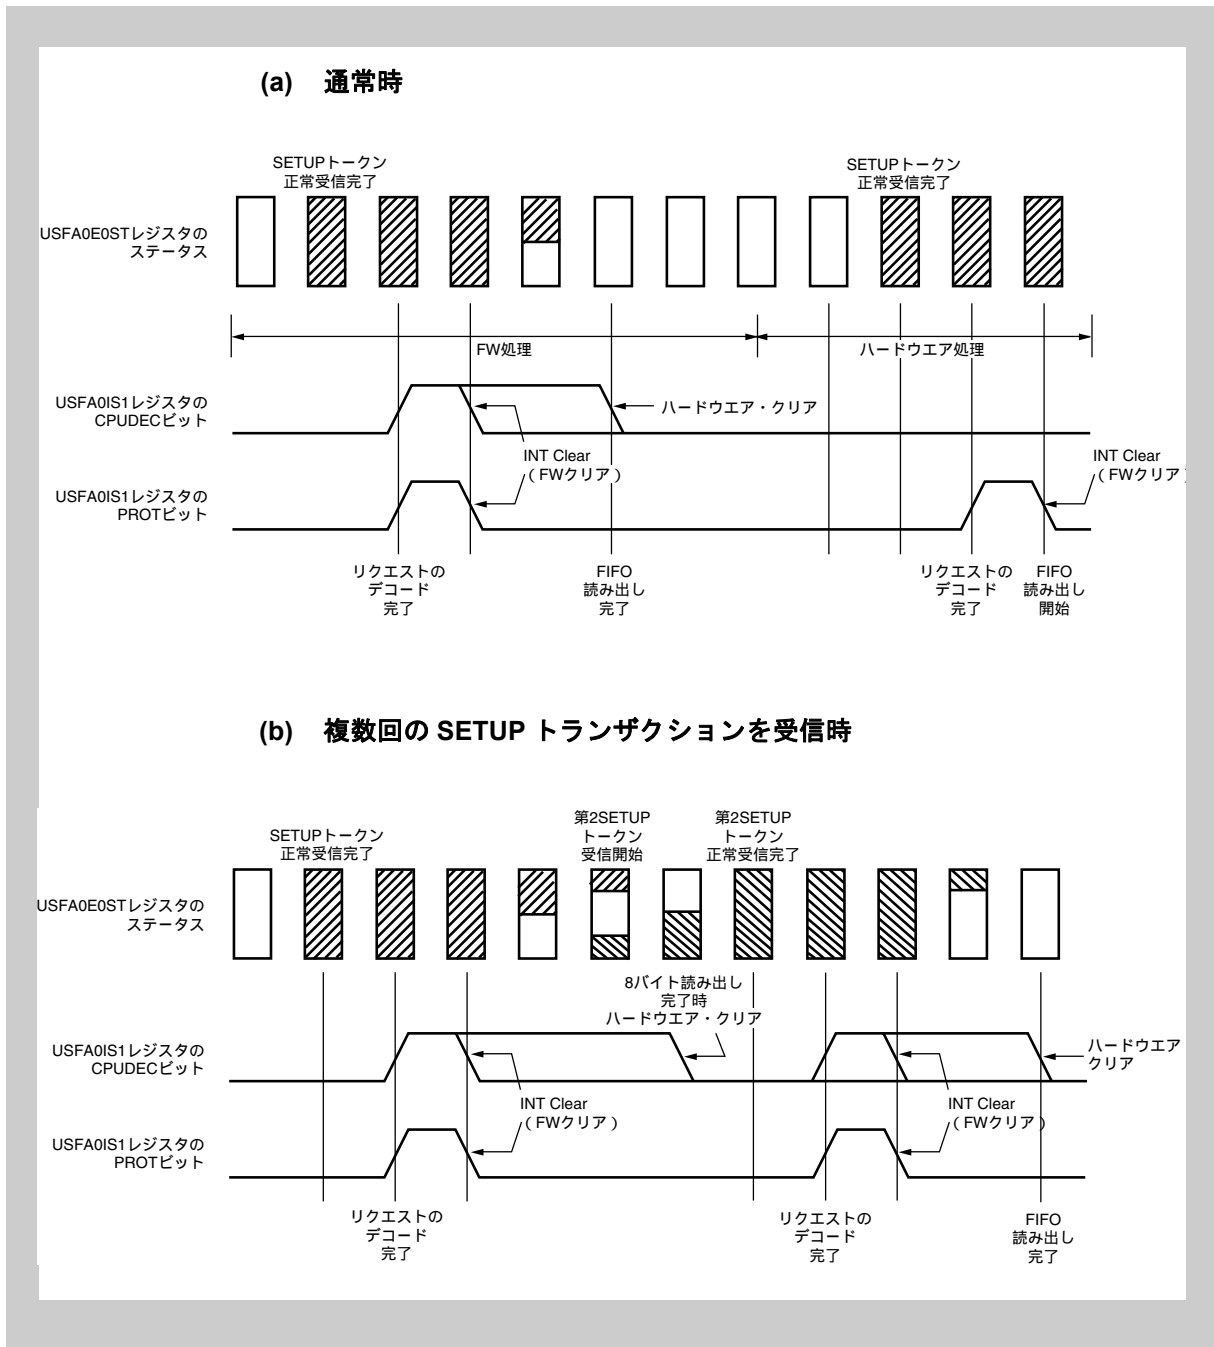 (a) 通常時
SETUPトークン
正常受信完了
SETUPトークン
正常受信完了
USFA0E0STレジスタの
ステータス
FW処理
ハードウエア処理
USFA0IS1レジスタの
CPUDECビット
ハードウエア・クリア
INT Clear
(FWクリア)
INT Clear
(FWクリア)
USFA0IS1レジスタの
PROTビット
リクエストの
デコード
完了
FIFO
読み出し
完了
リクエストの
デコード
完了
FIFO
読み出し
開始
(b) 複数回の SETUP トランザクションを受信時
SETUPトークン
正常受信完了
第2SETUP
トークン
受信開始
第2SETUP
トークン
正常受信完了
USFA0E0STレジスタの
ステータス
8バイト読み出し
完了時
ハードウエア・クリア
USFA0IS1レジスタの
CPUDECビット
ハードウエア
クリア
INT Clear
(FWクリア)
INT Clear
(FWクリア)
USFA0IS1レジスタの
PROTビット
リクエストの
デコード
完了
リクエストの
デコード
完了
FIFO
読み出し
完了